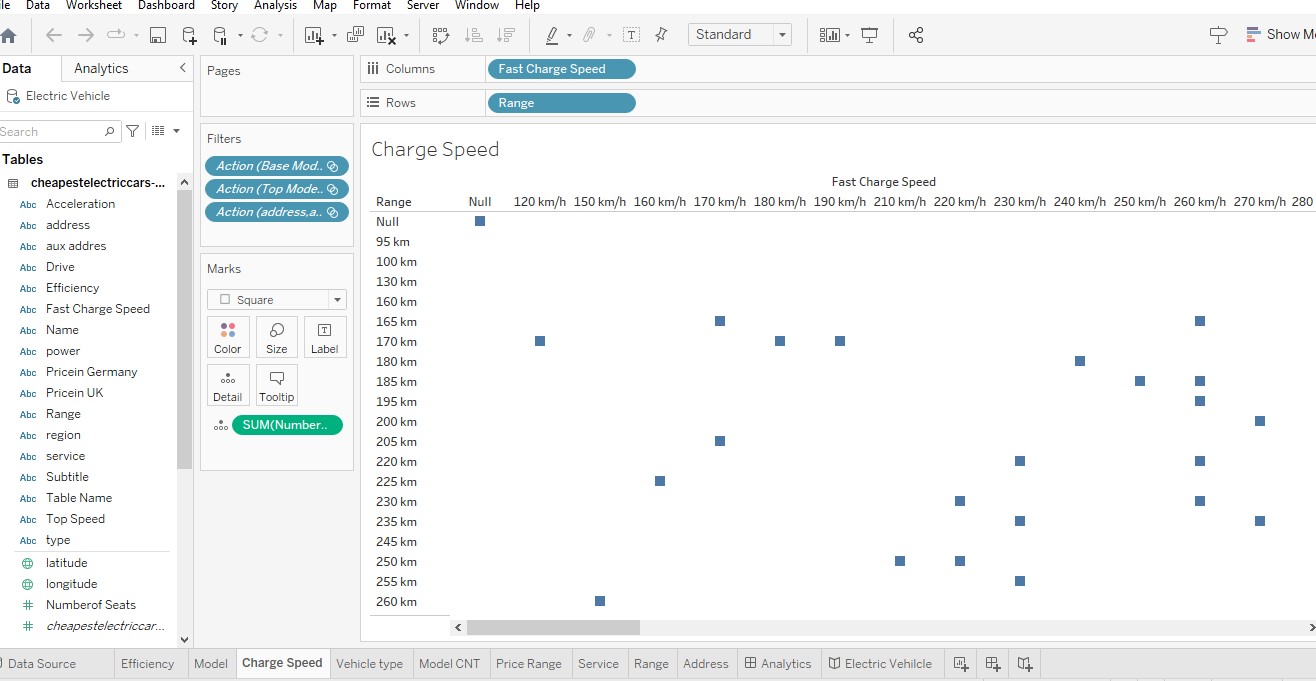 ile Data Worksheet Dashboard Story Analysis Map Format Server Window Help
Standard
Show Mo
Data Analytics
Electric Vehicle
Search
Tables
cheapestelectriccars-...
Abc Acceleration
Abc address
Abc aux addres
Abc Drive
Abc Efficiency
Abc Fast Charge Speed
Abc Name
Abc power
Abc Pricein Germany
Abc Pricein UK
Abc Range
Abc region
Abc service
Abc Subtitle
Abc Table Name
Abc Top Speed
Abc type
latitude
longitude
# Numberof Seats
# cheapestelectriccar...
Pages
Filters
Action (Base Mod..
Action (Top Mode..
Action (address,a..
Marks
Square
Color Size Label
Detail Tooltip
SUM(Number..
Columns Fast Charge Speed
Rows Range
Charge Speed
Fast Charge Speed
Range Null 120 km/h 150 km/h 160 km/h 170 km/h 180 km/h 190 km/h 210 km/h 220 km/h 230 km/h 240 km/h 250 km/h 260 km/h 270 km/h 280
Null
95 km
100 km
130 km
160 km
165 km
170 km
180 km
185 km
195 km
200 km
205 km
220 km
225 km
230 km
235 km
245 km
250 km
255 km
260 km
Data Source Efficiency Model Charge Speed Vehicle type Model CNT Price Range Service Range Address Analytics Electric Vehilcle